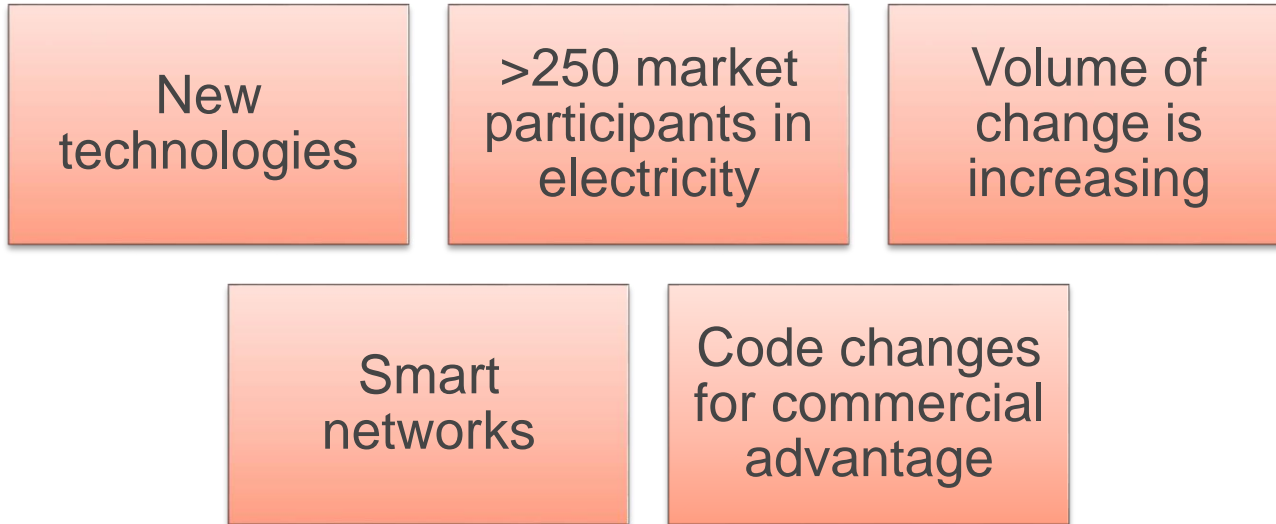 New
technologies
>250 market
participants in
electricity
Volume of
change is
increasing
Smart
networks
Code changes
for commercial
advantage